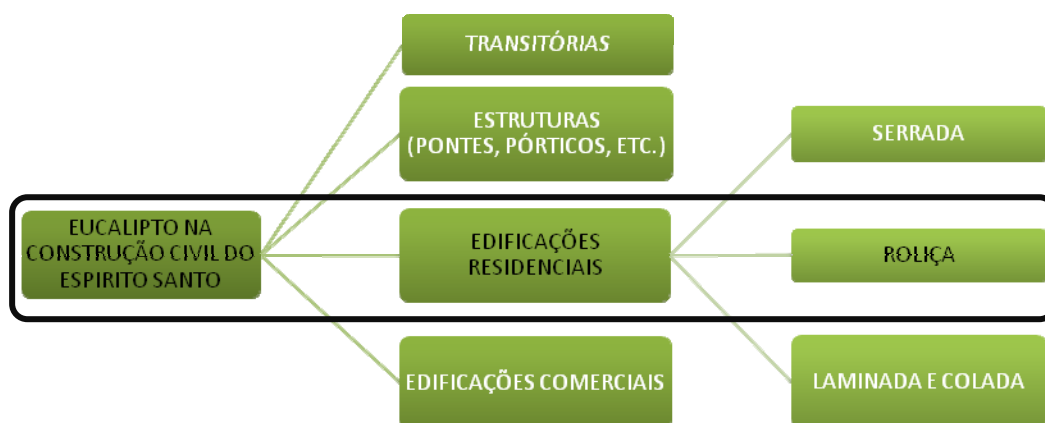 TRANSITÓRIAS
ESTRUTURAS
(PONTES, PÓRTICOS, ETC.)
SERRADA
EUCALIPTO NA
CONSTRUÇÃO CIVIL DO
ESPIRITO SANTO
EDIFICAÇÕES
RESIDENCIAIS
ROLIÇA
EDIFICAÇÕES COMERCIAIS
LAMINADA E COLADA